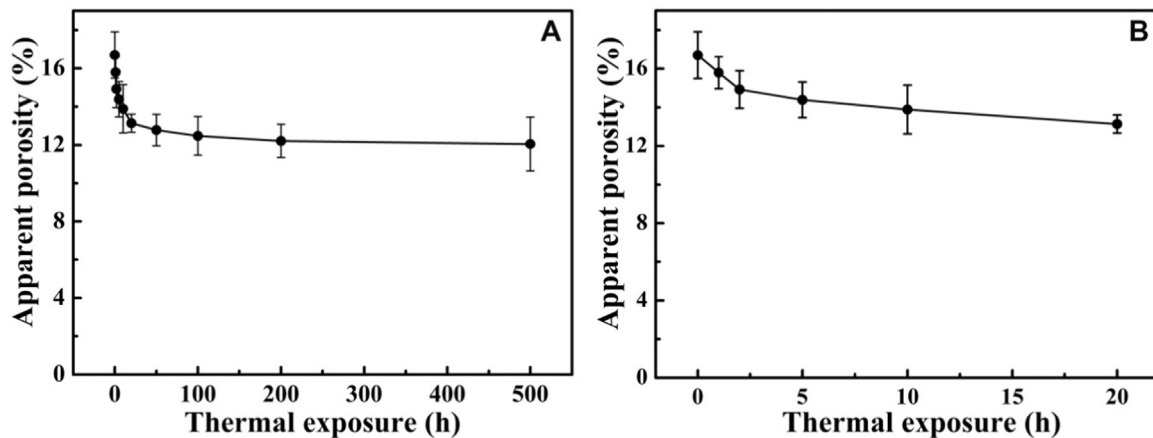 A
Apparent porosity (%)
16
12
8
4
0
0 100 200 300 400 500
Thermal exposure (h)
B
Apparent porosity (%)
16
12
8
4
0
0 5 10 15 20
Thermal exposure (h)